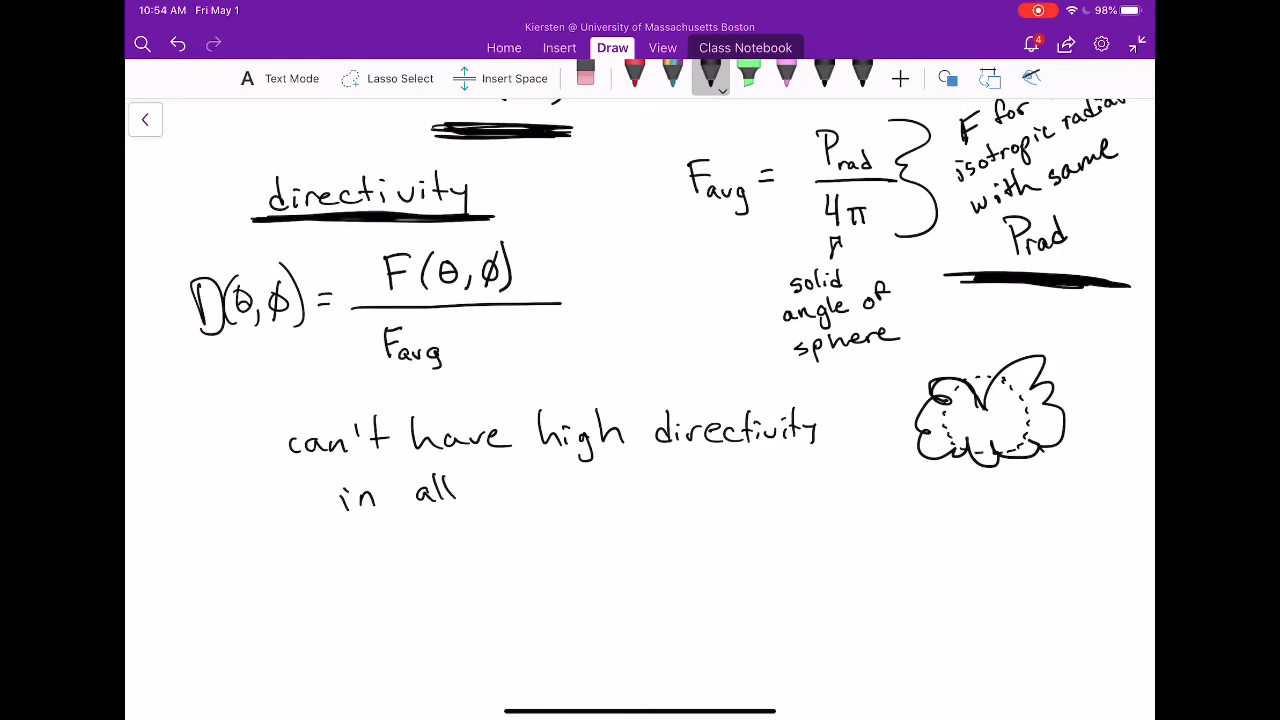 10:54 AM Fri May 1
98%
Kiersten @ University of Massachusetts Boston
Home Insert Draw View Class Notebook
4
Text Mode Lasso Select Insert Space
directivity
D(θ,φ) = F(θ,φ) / Favg
Favg = Prad / 4π
solid
angle of
sphere
F for
isotropic
with same
Prad
can't have high directivity
in all